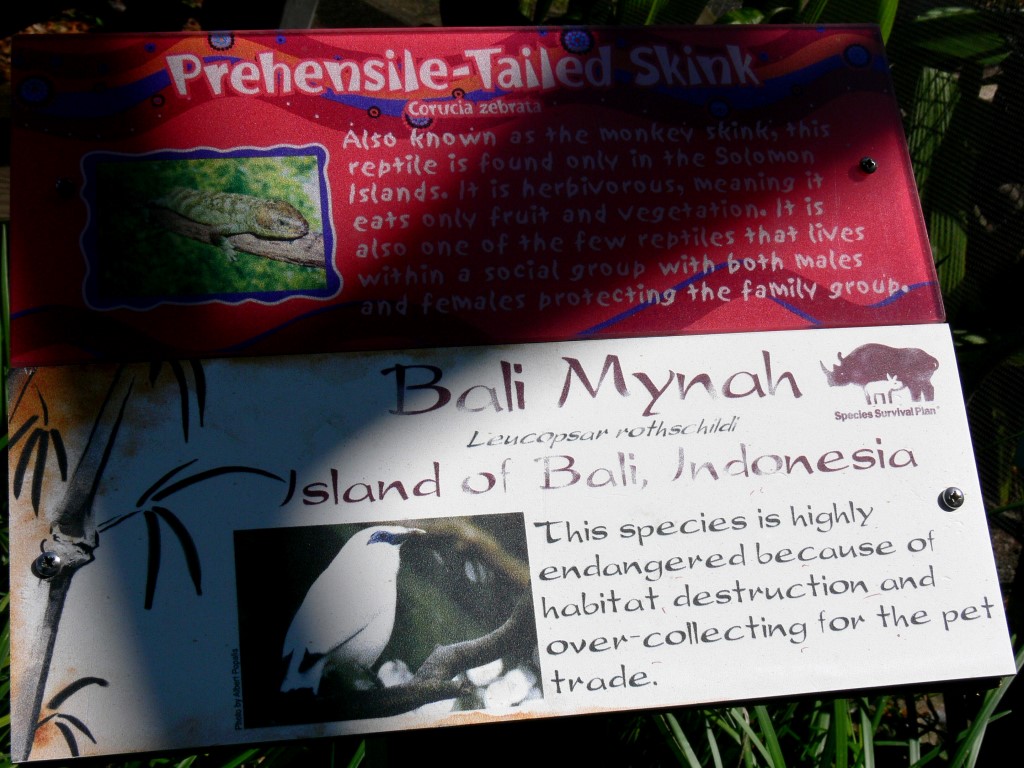 Prehensile-Tailed Skink
Corucia zebrata
Also known as the monkey skink, this
reptile is found only in the Solomon
Islands. It is herbivorous, meaning it
eats only fruit and vegetation. It is
also one of the few reptiles that lives
within a social group with both males
and females protecting the family group.
Bali Mynah
Species Survival Plan
Leucopsar rothschildi
Island of Bali, Indonesia
This species is highly
endangered because of
habitat destruction and
over-collecting for the pet
trade.
Photo by Albert